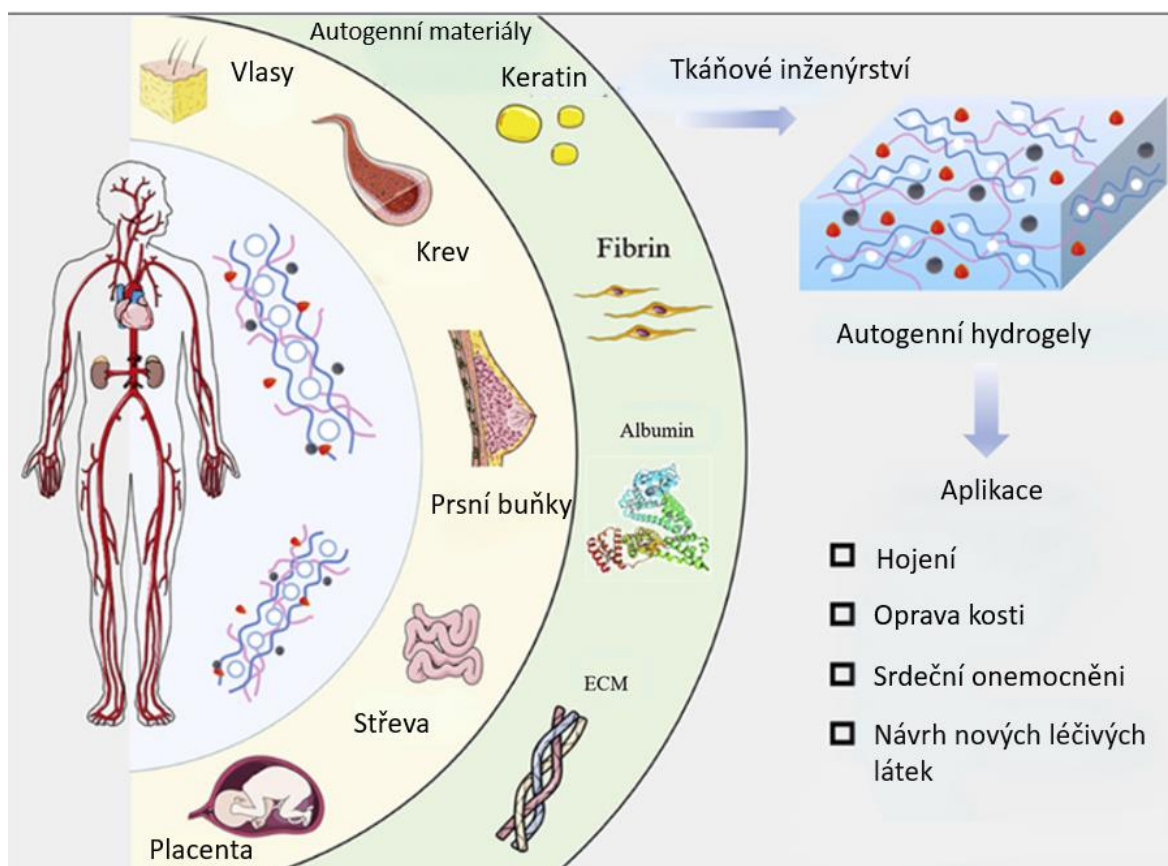 Autogenní materiály
Vlasy
Keratin
Tkáňové inženýrství
Krev
Fibrin
Autogenní hydrogely
Albumin
Prsní buňky
Aplikace
Hojení
Oprava kosti
ECM
Srdeční onemocněni
Střeva
Návrh nových léčivých
látek
Placenta